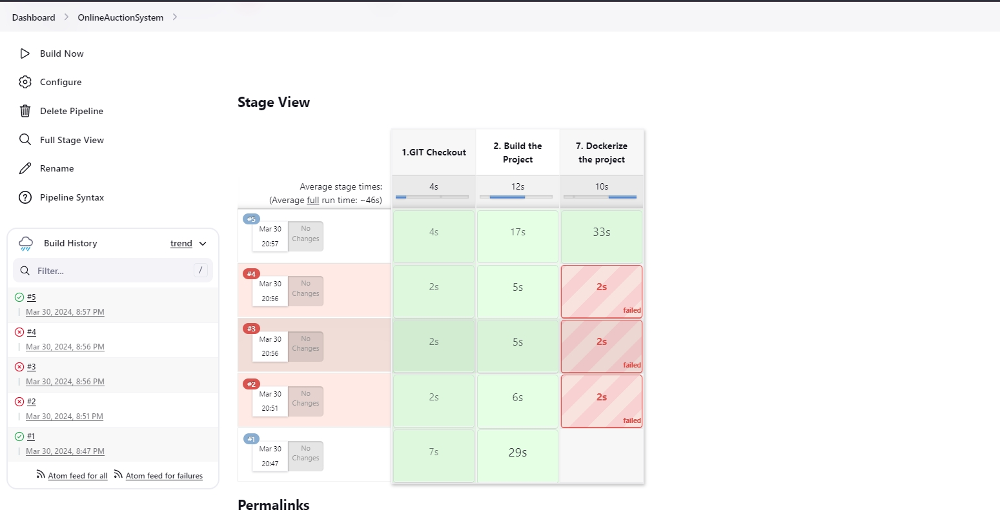 Dashboard > OnlineAuctionSystem >
Build Now
Configure
Delete Pipeline
Full Stage View
Rename
Pipeline Syntax
Build History trend
Filter... /
#5
Mar 30, 2024, 8:57 PM
#4
Mar 30, 2024, 8:56 PM
#3
Mar 30, 2024, 8:56 PM
#2
Mar 30, 2024, 8:51 PM
#1
Mar 30, 2024, 8:47 PM
Atom feed for all Atom feed for failures
Stage View
1.GIT Checkout
2. Build the
Project
7. Dockerize
the project
Average stage times:
(Average full run time: ~46s)
4s 12s 10s
#5
Mar 30
20:57
No
Changes
4s 17s 33s
#4
Mar 30
20:56
No
Changes
2s 5s 2s
failed
#3
Mar 30
20:56
No
Changes
2s 5s 2s
failed
#2
Mar 30
20:51
No
Changes
2s 6s 2s
failed
#1
Mar 30
20:47
No
Changes
7s 29s
Permalinks